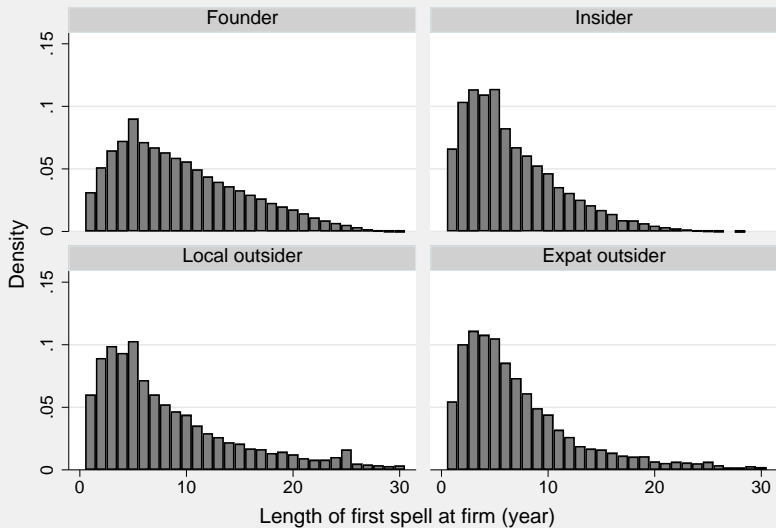 Founder
Insider
.15
.1
.05
0
Local outsider
Expat outsider
.15
.1
.05
0
0
10
20
30
0
10
20
30
Density
Length of first spell at firm (year)